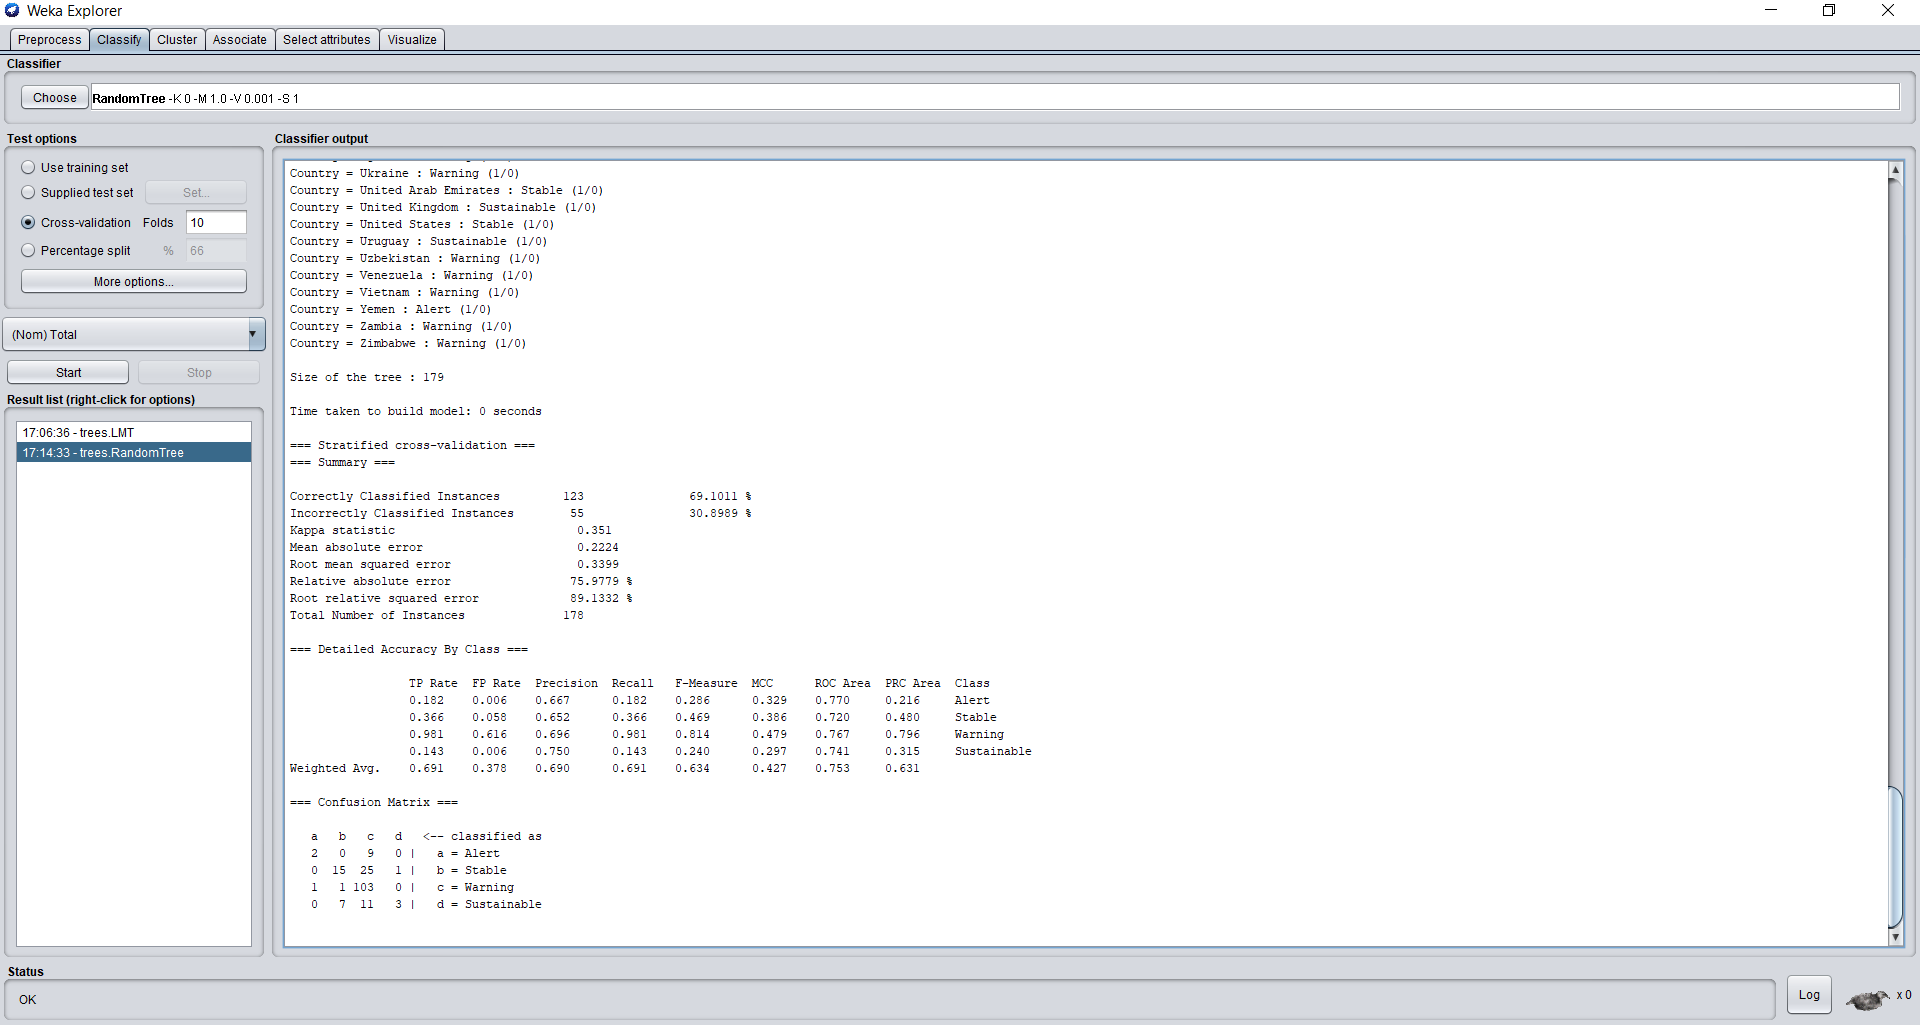 Weka Explorer
Preprocess Classify Cluster Associate Select attributes Visualize
Classifier
Choose RandomTree -K 0 -M 1.0 -V 0.001 -S 1
Test options
Use training set
Supplied test set Set...
Cross-validation Folds 10
Percentage split % 66
More options...
(Nom) Total
Start Stop
Result list (right-click for options)
17:06:36 - trees.LMT
17:14:33 - trees.RandomTree
Classifier output
Country = Ukraine : Warning (1/0)
Country = United Arab Emirates : Stable (1/0)
Country = United Kingdom : Sustainable (1/0)
Country = United States : Stable (1/0)
Country = Uruguay : Sustainable (1/0)
Country = Uzbekistan : Warning (1/0)
Country = Venezuela : Warning (1/0)
Country = Vietnam : Warning (1/0)
Country = Yemen : Alert (1/0)
Country = Zambia : Warning (1/0)
Country = Zimbabwe : Warning (1/0)
Size of the tree : 179
Time taken to build model: 0 seconds
=== Stratified cross-validation ===
=== Summary ===
Correctly Classified Instances 123 69.1011 %
Incorrectly Classified Instances 55 30.8989 %
Kappa statistic 0.351
Mean absolute error 0.2224
Root mean squared error 0.3399
Relative absolute error 75.9779 %
Root relative squared error 89.1332 %
Total Number of Instances 178
=== Detailed Accuracy By Class ===
TP Rate FP Rate Precision Recall F-Measure MCC ROC Area PRC Area Class
0.182 0.006 0.667 0.182 0.286 0.329 0.770 0.216 Alert
0.366 0.058 0.652 0.366 0.469 0.386 0.720 0.480 Stable
0.981 0.616 0.696 0.981 0.814 0.479 0.767 0.796 Warning
0.143 0.006 0.750 0.143 0.240 0.297 0.741 0.315 Sustainable
Weighted Avg. 0.691 0.378 0.690 0.691 0.634 0.427 0.753 0.631
=== Confusion Matrix ===
a b c d <-- classified as
2 0 9 0 | a = Alert
0 15 25 1 | b = Stable
1 1 103 0 | c = Warning
0 7 11 3 | d = Sustainable
Status
OK
Log x 0